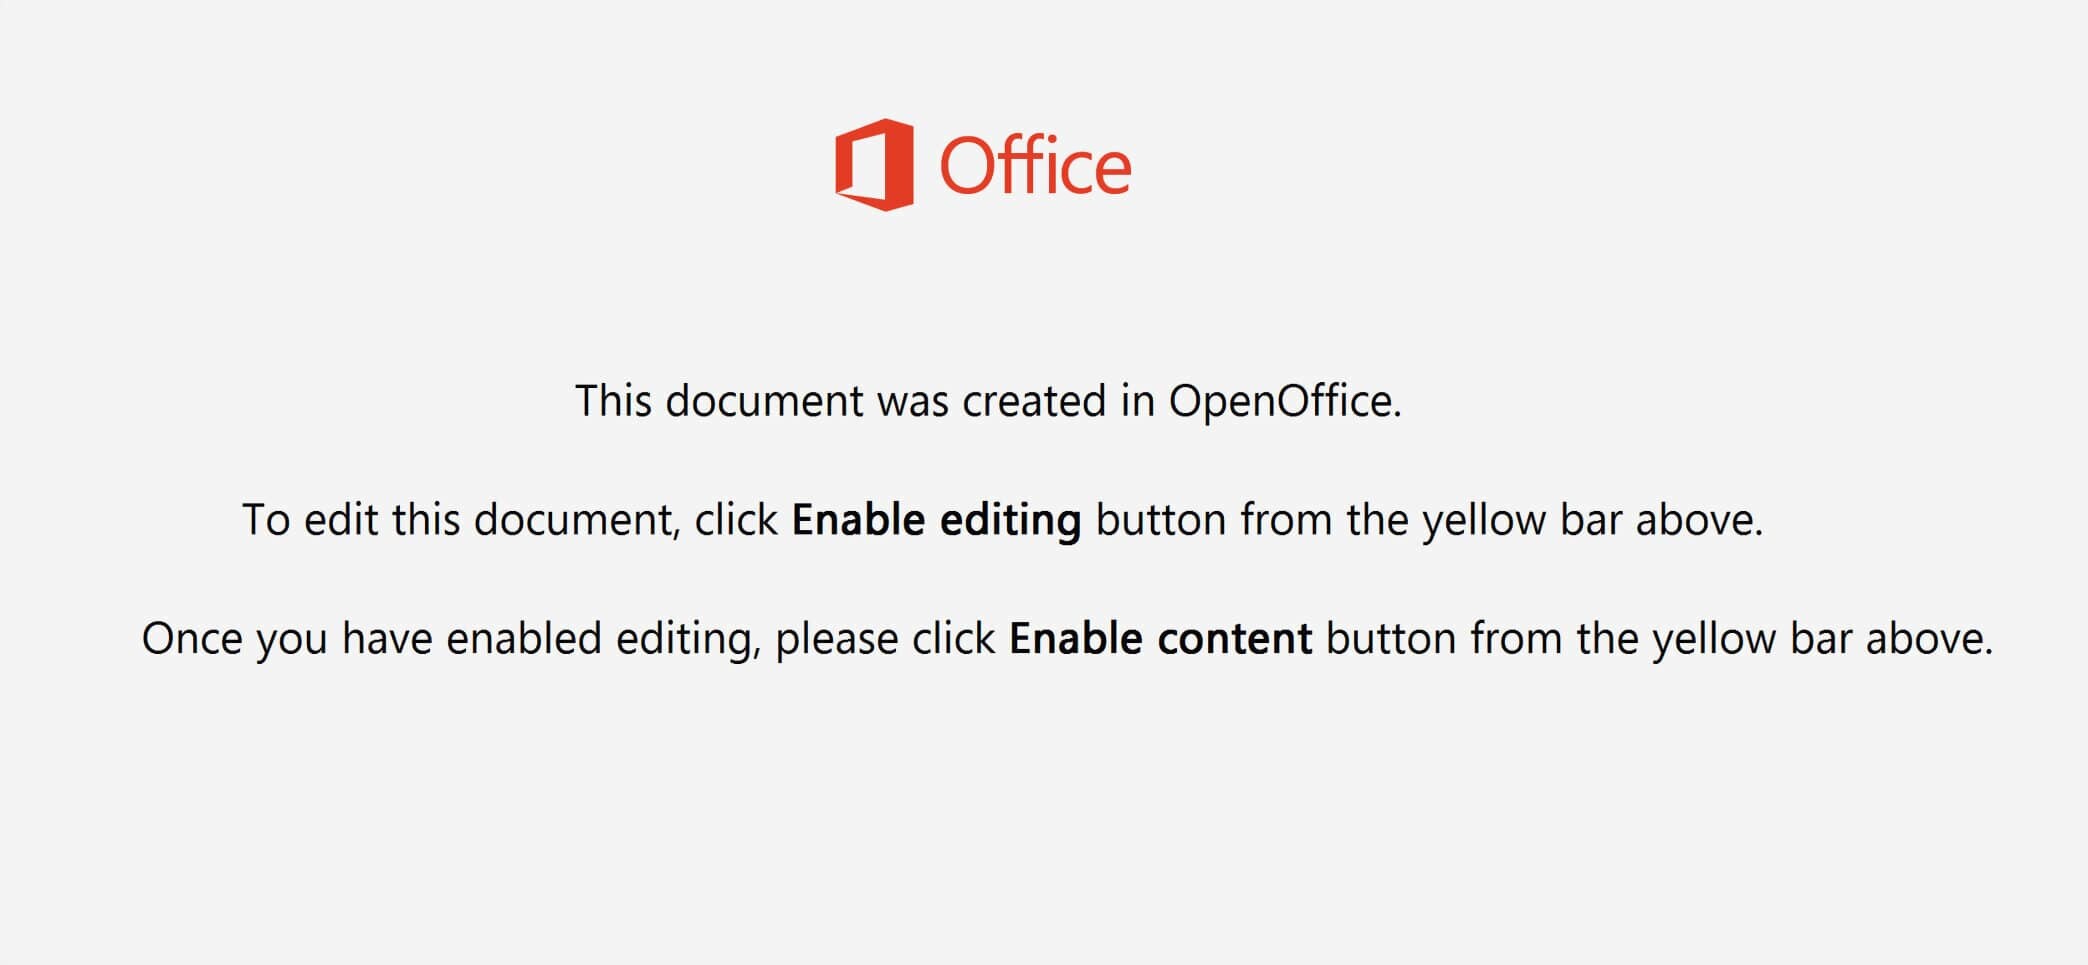 Office
This document was created in OpenOffice.
To edit this document, click Enable editing button from the yellow bar above.
Once you have enabled editing, please click Enable content button from the yellow bar above.